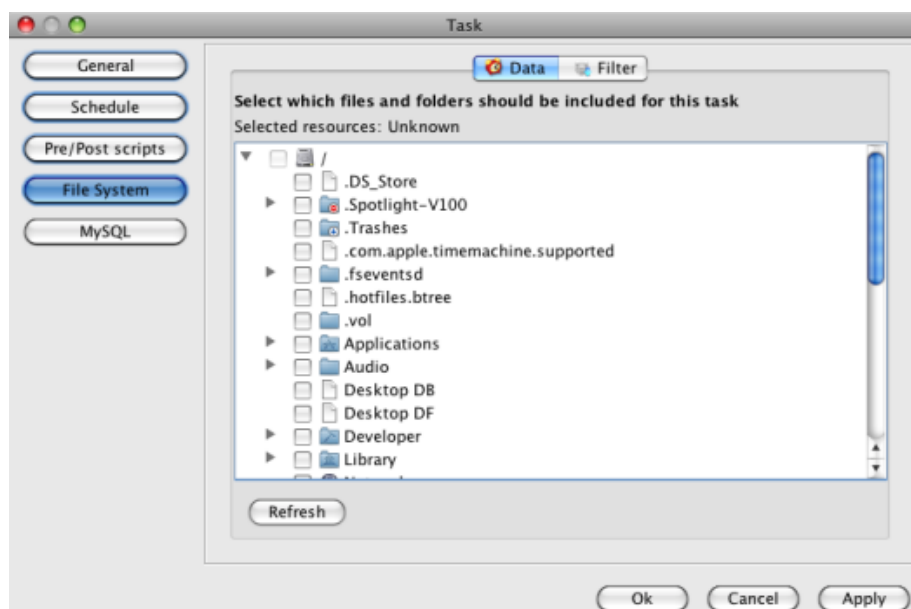 Task
General
Schedule
Pre/Post scripts
File System
MySQL
Data Filter
Select which files and folders should be included for this task
Selected resources: Unknown
/
.DS_Store
.Spotlight-V100
.Trashes
.com.apple.timemachine.supported
.fseventsd
.hotfiles.btree
.vol
Applications
Audio
Desktop DB
Desktop DF
Developer
Library
Refresh
Ok Cancel Apply